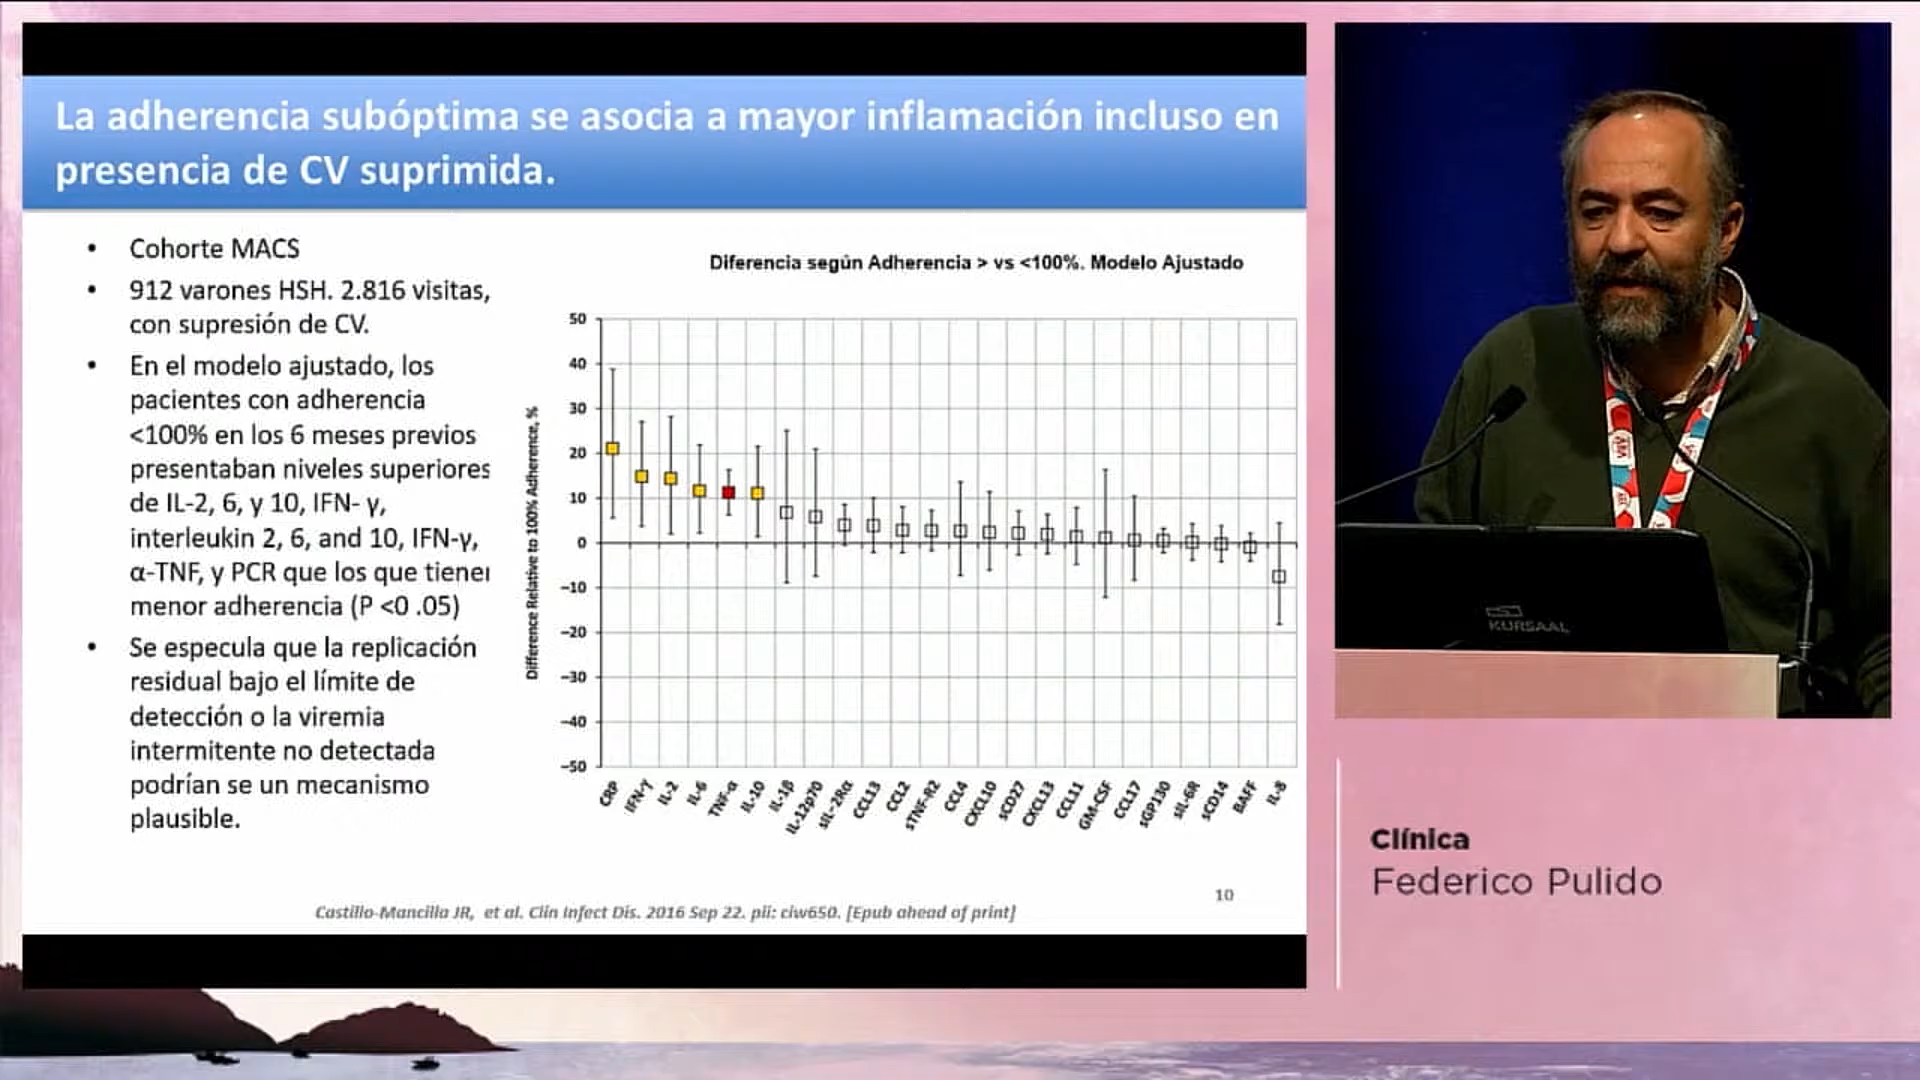 La adherencia subóptima se asocia a mayor inflamación incluso en
presencia de CV suprimida.
• Cohorte MACS
• 912 varones HSH. 2.816 visitas,
con supresión de CV.
• En el modelo ajustado, los
pacientes con adherencia
<100% en los 6 meses previos
presentaban niveles superiores
de IL-2, 6, y 10, IFN- γ,
interleukin 2, 6, and 10, IFN-γ,
α-TNF, y PCR que los que tiener
menor adherencia (P <0 .05)
• Se especula que la replicación
residual bajo el límite de
detección o la viremia
intermitente no detectada
podrían se un mecanismo
plausible.
Diferencia según Adherencia > vs <100%. Modelo Ajustado
Difference Relative to 100% Adherence, %
50
40
30
20
10
0
−10
−20
−30
−40
−50
CRP
IFN-γ
IL-2
IL-6
TNF-α
IL-10
IL-1β
IL-12p70
sIL-2Rα
CCL13
CCL2
sTNF-R2
CCL4
CXCL10
sCD27
CXCL13
CCL11
GM-CSF
CCL17
sGP130
sIL-6R
sCD14
BAFF
IL-8
Castillo-Mancilla JR, et al. Clin Infect Dis. 2016 Sep 22. pii: ciw650. [Epub ahead of print]
10
KURSAAL
Clínica
Federico Pulido